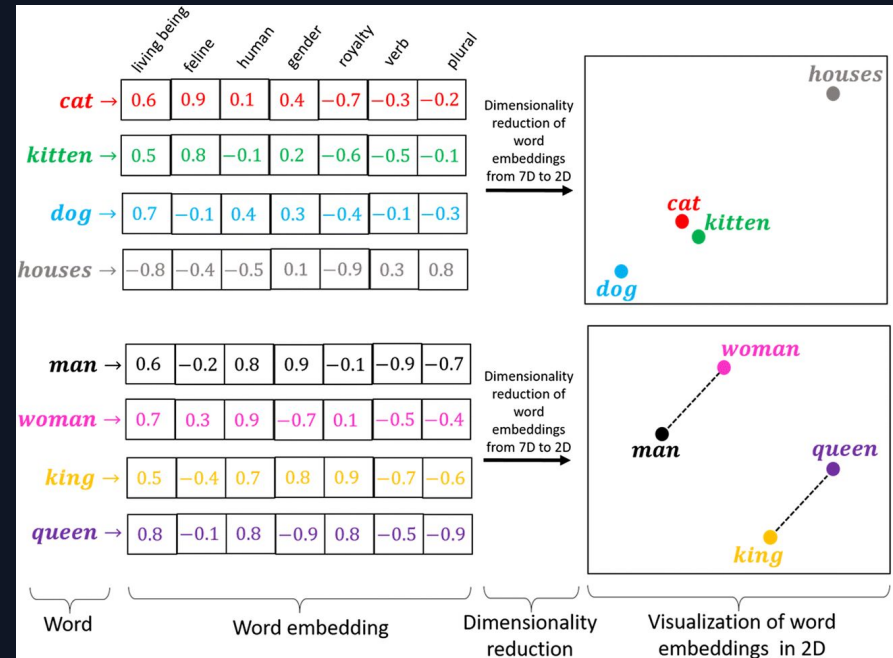 living being feline human gender royalty verb plural
cat → 0.6 0.9 0.1 0.4 −0.7 −0.3 −0.2
kitten → 0.5 0.8 −0.1 0.2 −0.6 −0.5 −0.1
dog → 0.7 −0.1 0.4 0.3 −0.4 −0.1 −0.3
houses → −0.8 −0.4 −0.5 0.1 −0.9 0.3 0.8
Dimensionality
reduction of
word
embeddings
from 7D to 2D
houses
cat
kitten
dog
man → 0.6 −0.2 0.8 0.9 −0.1 −0.9 −0.7
woman → 0.7 0.3 0.9 −0.7 0.1 −0.5 −0.4
king → 0.5 −0.4 0.7 0.8 0.9 −0.7 −0.6
queen → 0.8 −0.1 0.8 −0.9 0.8 −0.5 −0.9
Dimensionality
reduction of
word
embeddings
from 7D to 2D
woman
man
queen
king
Word
Word embedding
Dimensionality
reduction
Visualization of word
embeddings in 2D